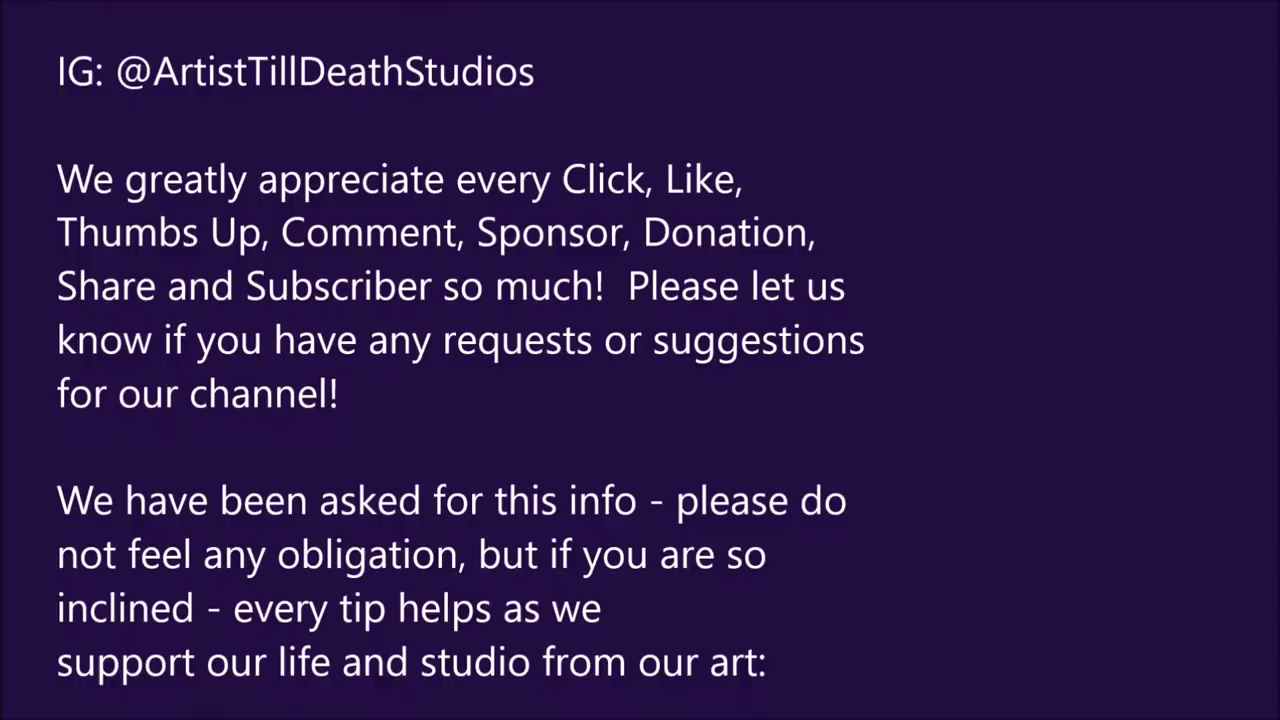 IG: @ArtistTillDeathStudios
We greatly appreciate every Click, Like,
Thumbs Up, Comment, Sponsor, Donation,
Share and Subscriber so much!  Please let us
know if you have any requests or suggestions
for our channel!
We have been asked for this info - please do
not feel any obligation, but if you are so
inclined - every tip helps as we
support our life and studio from our art: